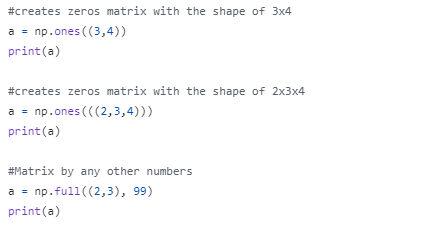 #creates zeros matrix with the shape of 3x4
a = np.ones((3,4))
print(a)
#creates zeros matrix with the shape of 2x3x4
a = np.ones(((2,3,4)))
print(a)
#Matrix by any other numbers
a = np.full((2,3), 99)
print(a)